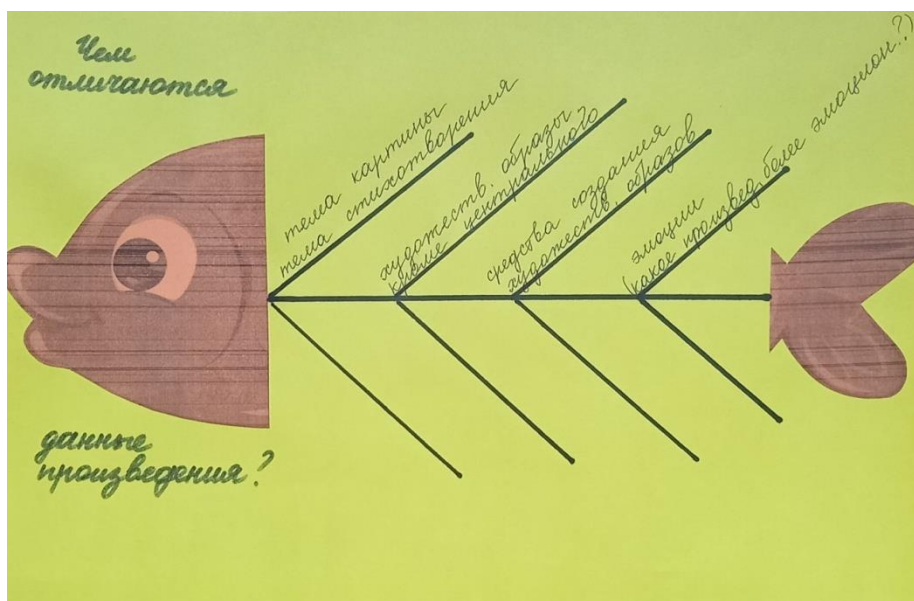 Чем
отличаются
тема картины
тема стихотворения
художеств. образы,
кроме центрального
средства создания
художеств. образов
эмоции
(какое произвед. более эмоцион.?)
данные
произведения?